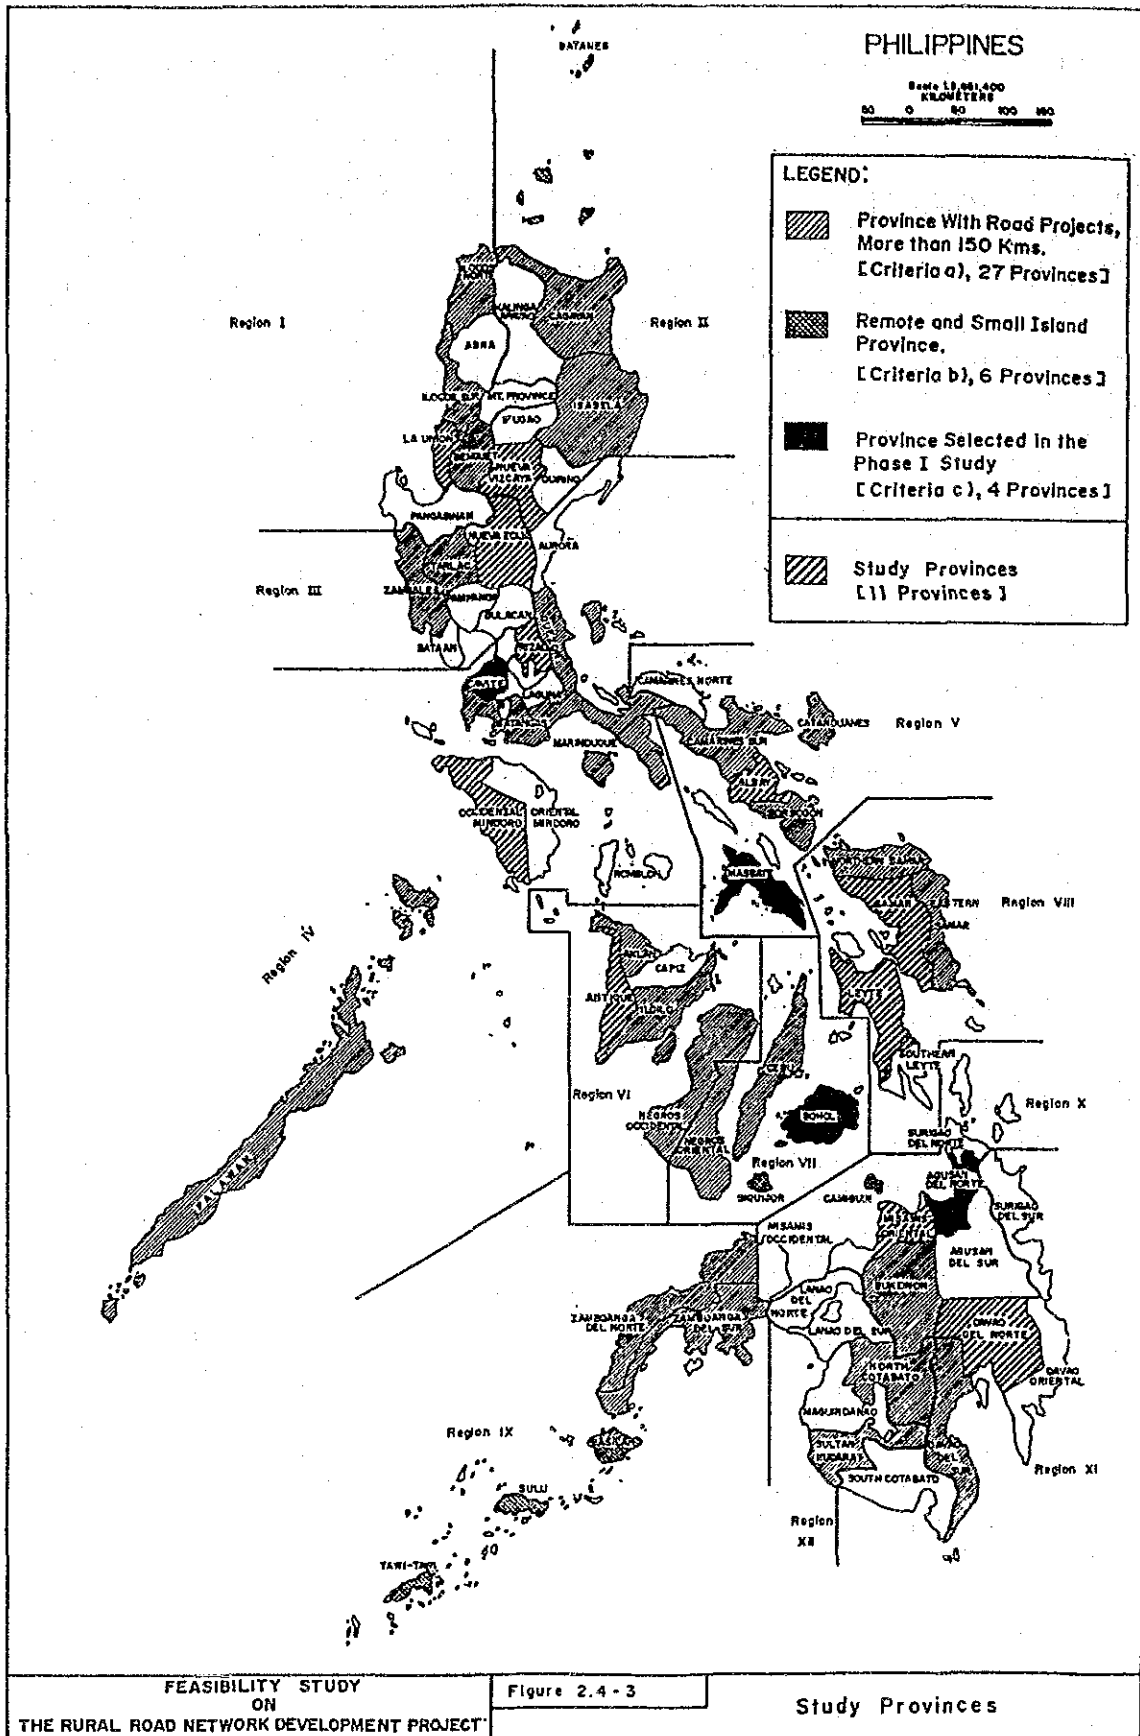 PHILIPPINES
KILOMETERS
50 0 50 100 150
LEGEND:
Province With Road Projects,
More than 150 Kms.
[Criteria a), 27 Provinces]
Remote and Small Island
Province.
[Criteria b), 6 Provinces]
Province Selected in the
Phase I Study
[Criteria c), 4 Provinces]
Study Provinces
[11 Provinces]
BATANES
Region I
Region II
ILOCOS NORTE
CAGAYAN
ABRA
MT. PROVINCE
IFUGAO
ISABELA
ILOCOS SUR
LA UNION
BENGUET
NUEVA
VIZCAYA
PANGASINAN
AURORA
TARLAC
ZAMBALES
PAMPANGA
BULACAN
BATAAN
Region III
LAGUNA
BATANGAS
MARINDUQUE
CAMARINES NORTE
CATANDUANES
Region V
CAMARINES SUR
ALBAY
SORSOGON
OCCIDENTAL
MINDORO
ORIENTAL
MINDORO
ROMBLON
MASBATE
NORTHERN SAMAR
SAMAR
EASTERN
SAMAR
Region VIII
Region IV
AKLAN
CAPIZ
ANTIQUE
ILOILO
LEYTE
SOUTHERN
LEYTE
CEBU
Region VI
BOHOL
NEGROS
OCCIDENTAL
NEGROS
ORIENTAL
Region VII
SIQUIJOR
CAMIGUIN
Region X
SURIGAO
DEL NORTE
AGUSAN
DEL NORTE
SURIGAO
DEL SUR
PALAWAN
MISAMIS
OCCIDENTAL
MISAMIS
ORIENTAL
AGUSAN
DEL SUR
BUKIDNON
LANAO
DEL
NORTE
LANAO DEL SUR
ZAMBOANGA
DEL NORTE
ZAMBOANGA
DEL SUR
DAVAO
DEL NORTE
DAVAO
ORIENTAL
NORTH
COTABATO
MAGUINDANAO
SULTAN
KUDARAT
DAVAO
DEL
SUR
SOUTH COTABATO
Region IX
BASILAN
Region XI
SULU
Region
XII
TAWI-TAWI
FEASIBILITY STUDY
ON
THE RURAL ROAD NETWORK DEVELOPMENT PROJECT
Figure 2.4-3
Study Provinces